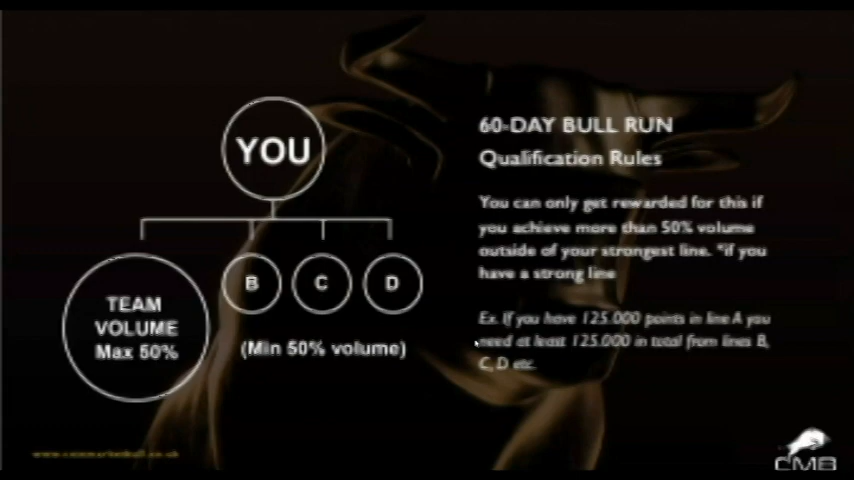 YOU
TEAM
VOLUME
Max 50%
B
C
D
(Min 50% volume)
60-DAY BULL RUN
Qualification Rules
You can only get rewarded for this if
you achieve more than 50% volume
outside of your strongest line. *if you
have a strong line
Ex. If you have 125.000 points in line A you
need at least 125.000 in total from lines B,
C, D etc.
CMB